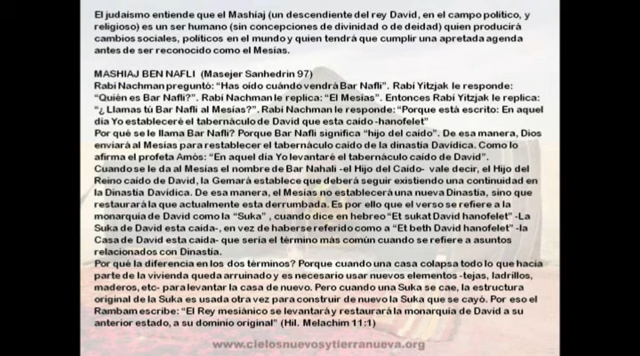 El judaísmo entiende que el Mashiaj (un descendiente del rey David, en el campo político, y
religioso) es un ser humano (sin concepciones de divinidad o de deidad) quien producirá
cambios sociales, políticos en el mundo y quien tendrá que cumplir una apretada agenda
antes de ser reconocido como el Mesías.
MASHIAJ BEN NAFLI (Masejer Sanhedrin 97)
Rabí Nachman preguntó: “Has oído cuándo vendrá Bar Nafli”. Rabí Yitzjak le responde:
“Quién es Bar Nafli?”. Rabí Nachman le replica: “El Mesías”. Entonces Rabí Yitzjak le replica:
“¿ Llamas tú Bar Nafli al Mesías?”. Rabí Nachman le responde: “Porque está escrito: En aquel
día Yo estableceré el tabernáculo de David que esta caído -hanofelet”
Por qué se le llama Bar Nafli? Porque Bar Nafli significa “hijo del caído”. De esa manera, Dios
enviará al Mesías para restablecer el tabernáculo caído de la dinastía Davídica. Como lo
afirma el profeta Amós: “En aquel día Yo levantaré el tabernáculo caído de David”.
Cuando se le da al Mesías el nombre de Bar Nahali -el Hijo del Caído- vale decir, el Hijo del
Reino caído de David, la Gemará establece que deberá seguir existiendo una continuidad en
la Dinastía Davídica. De esa manera, el Mesías no establecerá una nueva Dinastía, sino que
restaurará la que actualmente esta derrumbada. Es por ello que el verso se refiere a la
monarquía de David como la “Suka” , cuando dice en hebreo “Et sukat David hanofelet” -La
Suka de David esta caída-, en vez de haberse referido como a “Et beth David hanofelet” -la
Casa de David esta caída- que sería el término más común cuando se refiere a asuntos
relacionados con Dinastía.
Por qué la diferencia en los dos términos? Porque cuando una casa colapsa todo lo que hacía
parte de la vivienda queda arruinado y es necesario usar nuevos elementos -tejas, ladrillos,
maderos, etc- para levantar la casa de nuevo. Pero cuando una Suka se cae, la estructura
original de la Suka es usada otra vez para construir de nuevo la Suka que se cayó. Por eso el
Rambam escribe: “El Rey mesiánico se levantará y restaurará la monarquía de David a su
anterior estado, a su dominio original” (Hil. Melachim 11:1)
www.cielosnuevosytierranueva.org